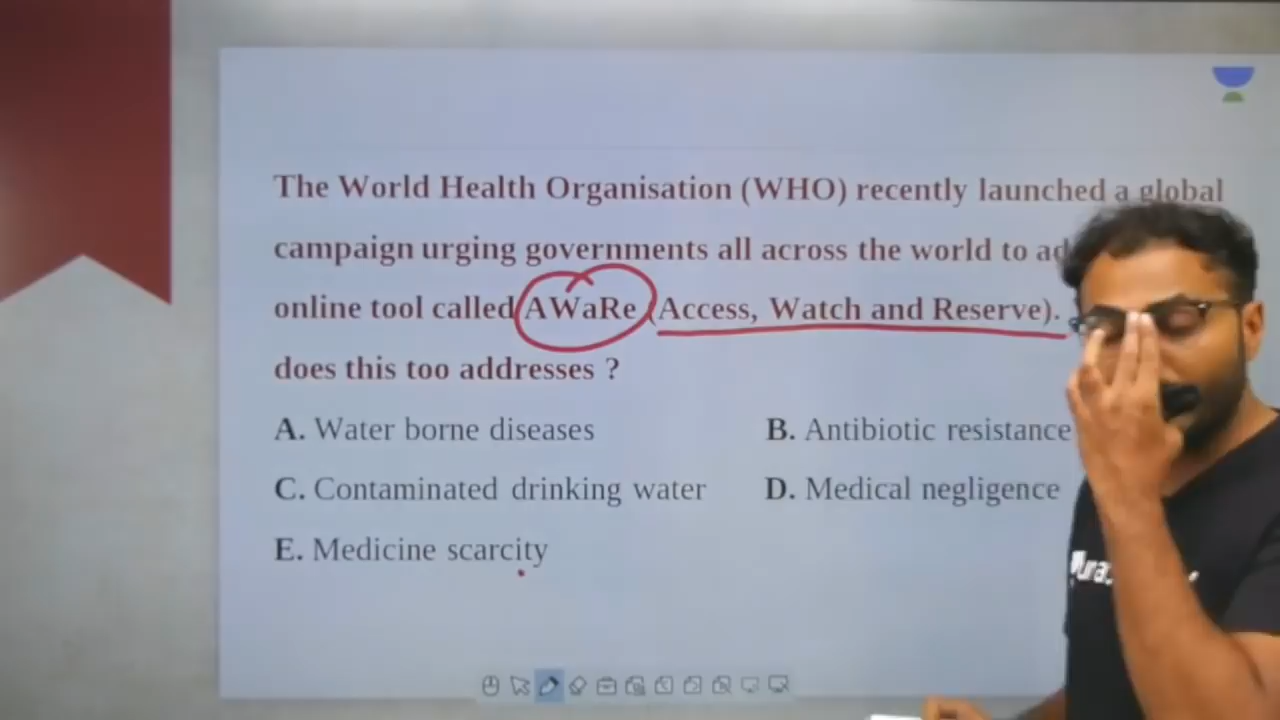 The World Health Organisation (WHO) recently launched a global
campaign urging governments all across the world to
online tool called AWaRe (Access, Watch and Reserve).
does this too addresses ?
A. Water borne diseases
B. Antibiotic resistance
C. Contaminated drinking water
D. Medical negligence
E. Medicine scarcity